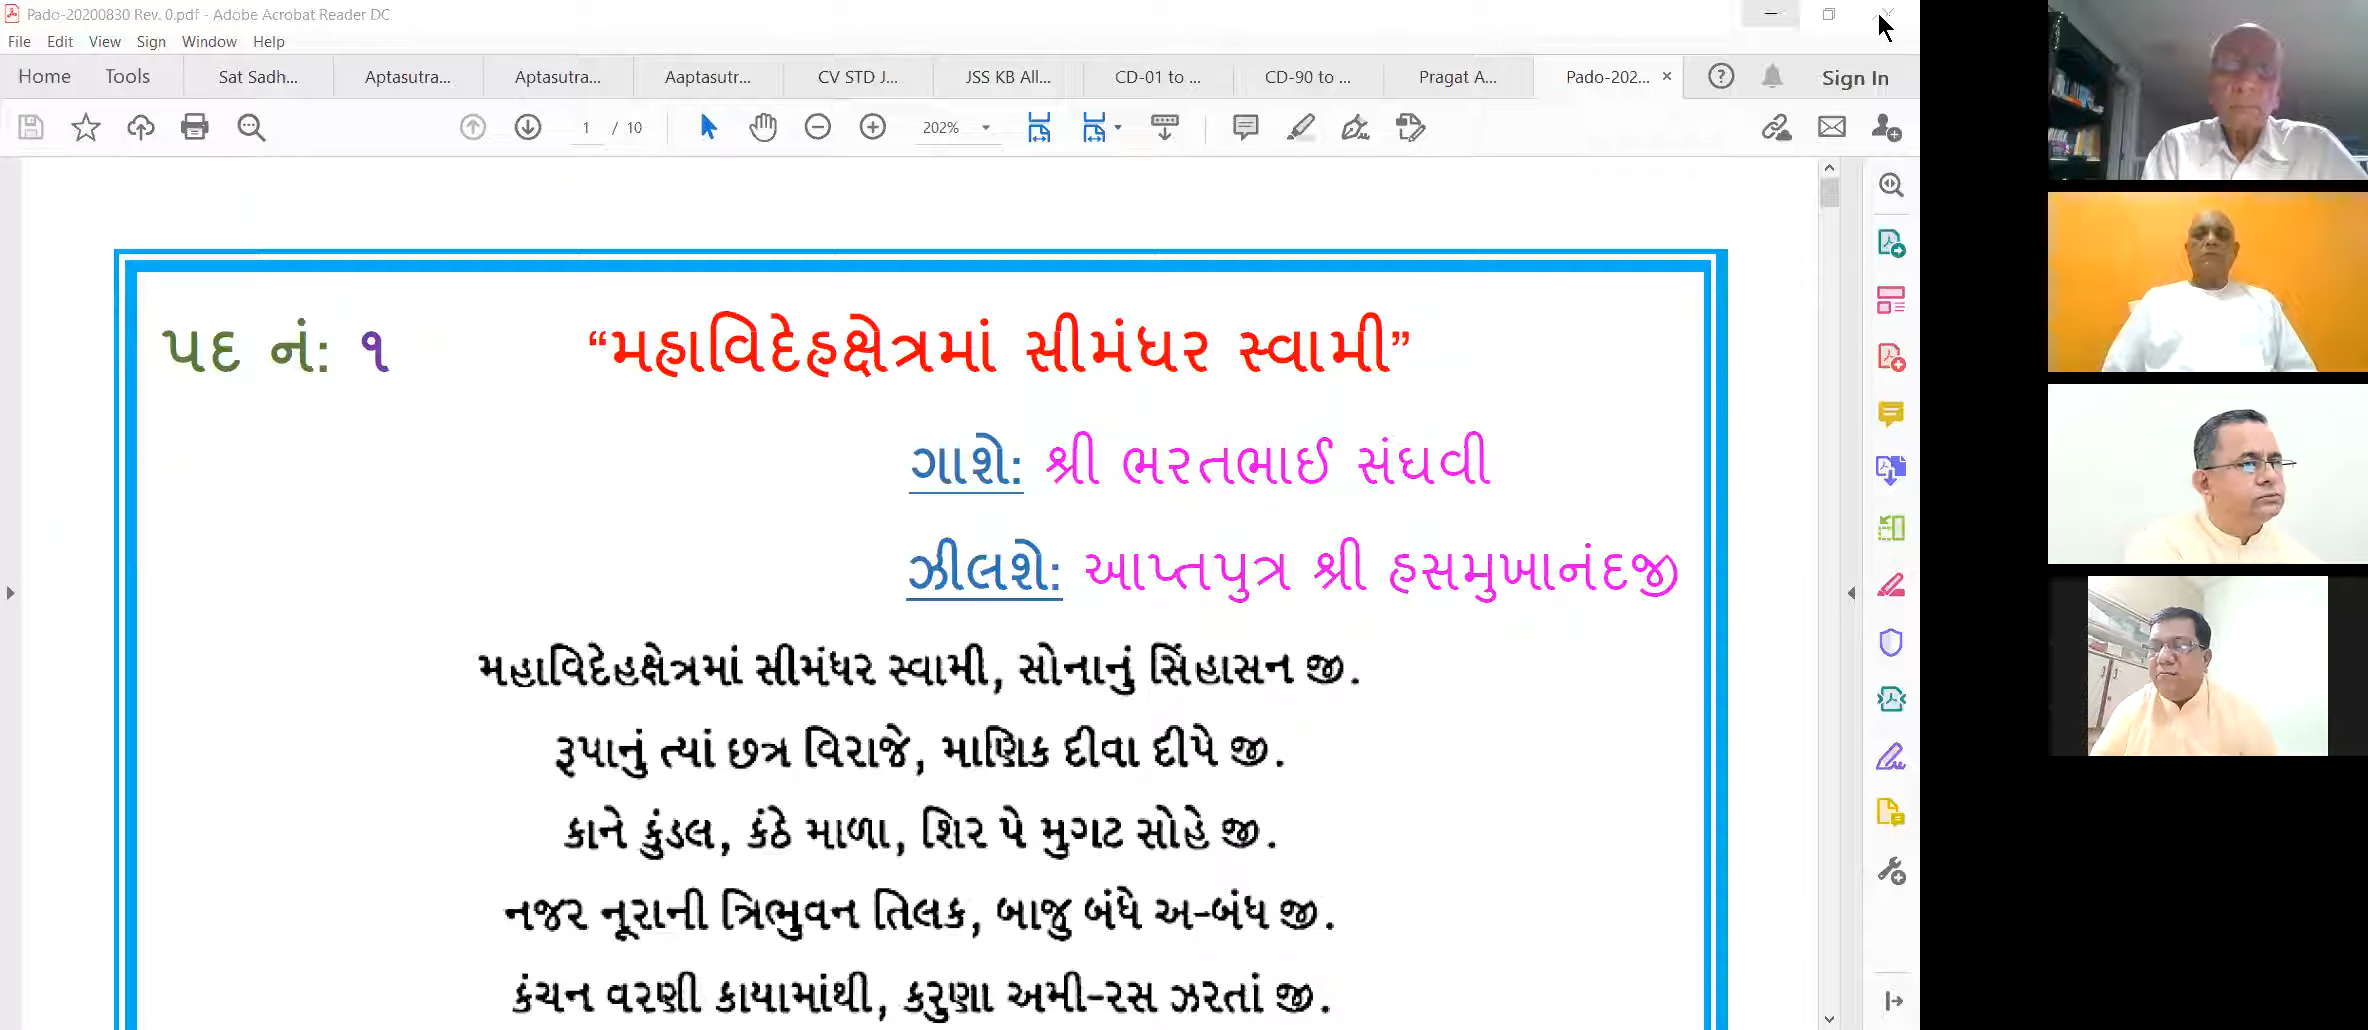 Pado-20200830 Rev. 0.pdf - Adobe Acrobat Reader DC
File Edit View Sign Window Help
Home Tools Sat Sadh... Aptasutra... Aptasutra... Aaptasutr... CV STD J... JSS KB All... CD-01 to ... CD-90 to ... Pragat A... Pado-202... Sign In
1 / 10 202%
પદ નં: ૧ “મહાવિદેહક્ષેત્રમાં સીમંધર સ્વામી”
ગાશે: શ્રી ભરતભાઈ સંઘવી
ઝીલશે: આપ્તપુત્ર શ્રી હસમુખાનંદજી
મહાવિદેહક્ષેત્રમાં સીમંધર સ્વામી, સોનાનું સિંહાસન જી.
રૂપાનું ત્યાં છત્ર વિરાજે, માણિક દીવા દીપે જી.
કાને કુંડલ, કંઠે માળા, શિર પે મુગટ સોહે જી.
નજર નૂરાની ત્રિભુવન તિલક, બાજુ બંધે અ-બંધ જી.
કંચન વરણી કાયામાંથી, કરુણા અમી-રસ ઝરતાં જી.